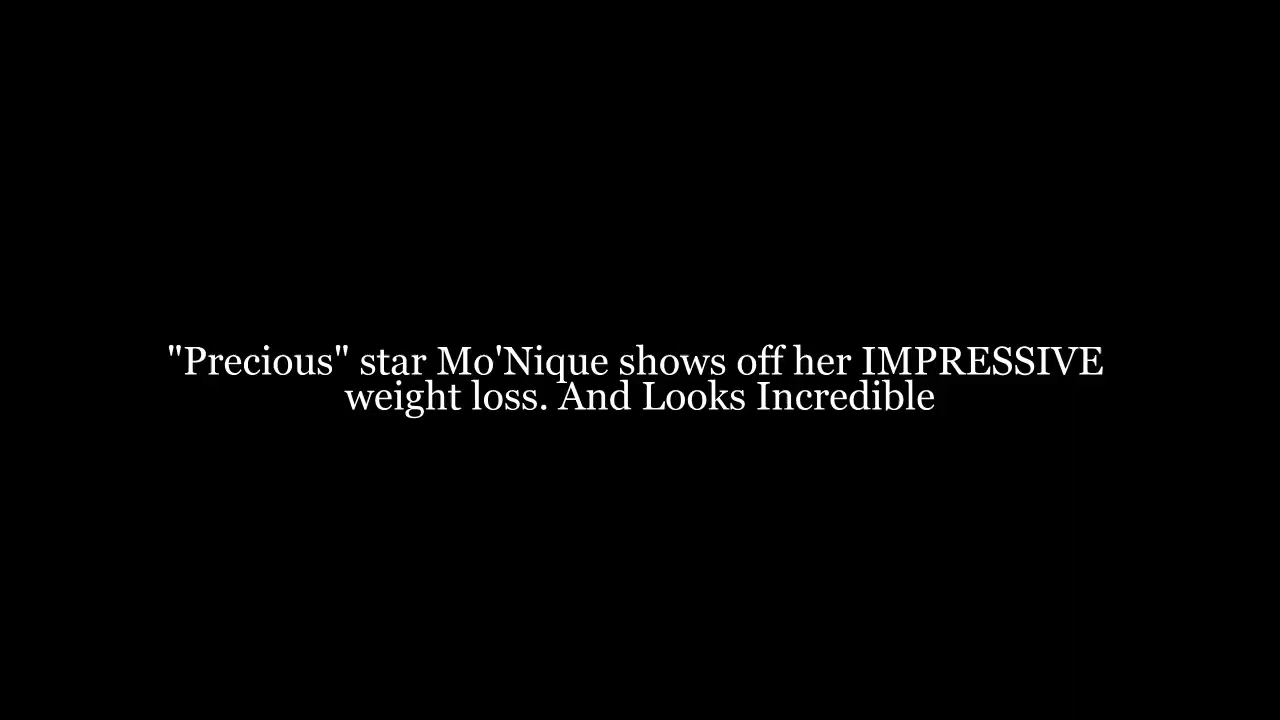 "Precious" star Mo'Nique shows off her IMPRESSIVE
weight loss. And Looks Incredible